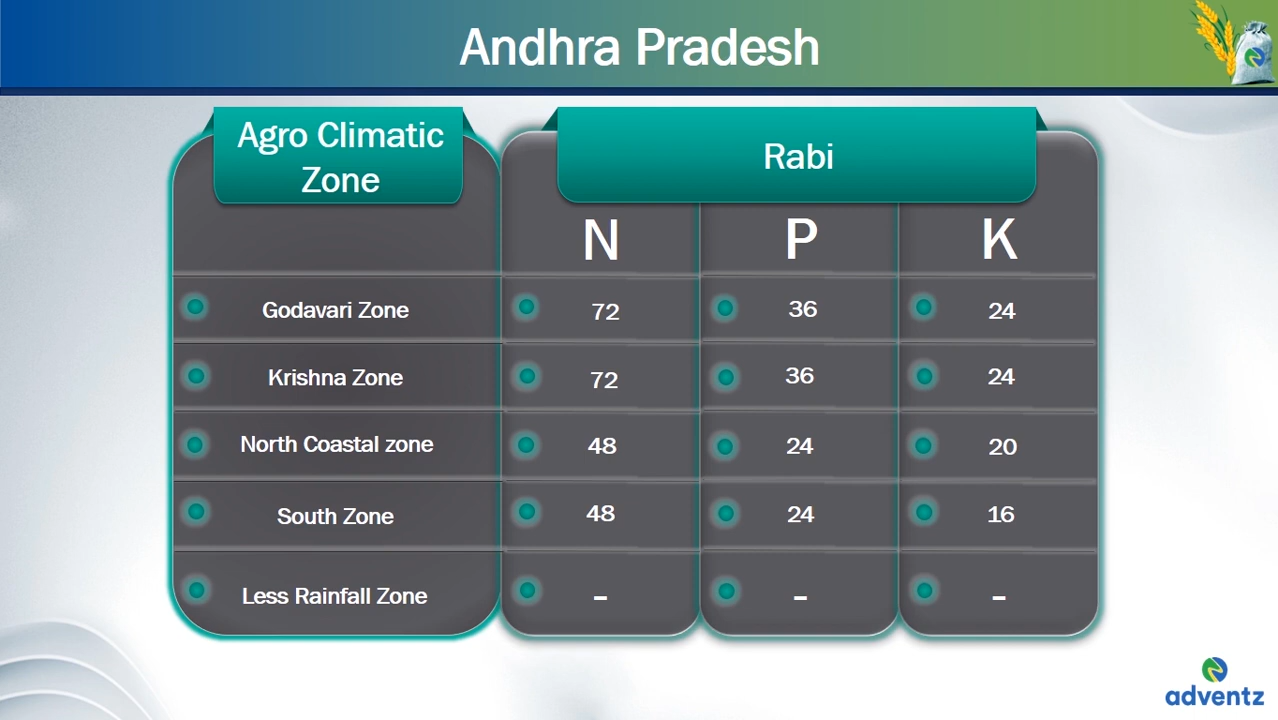 Andhra Pradesh
Agro Climatic
Zone
Rabi
N P K
Godavari Zone 72 36 24
Krishna Zone 72 36 24
North Coastal zone 48 24 20
South Zone 48 24 16
Less Rainfall Zone - - -
adventz